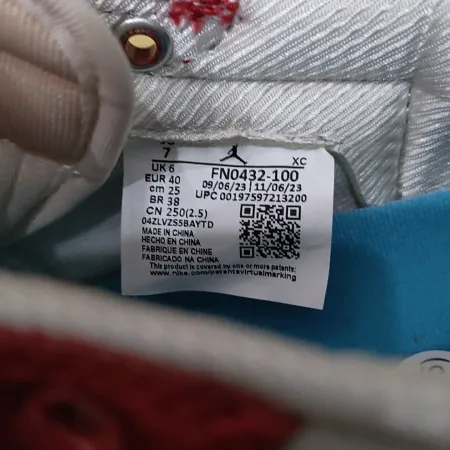 7
XC
UK 6
EUR 40
cm 25
BR 38
CN 250(2.5)
04ZLVZS5BAYTD
MADE IN CHINA
HECHO EN CHINA
FABRIQUE EN CHINE
FABRICADO NA CHINA
FN0432-100
09/06/23 | 11/06/23
UPC 00197597213200
This product is covered by one or more patents:
www.nike.com/patentsvirtualmarking